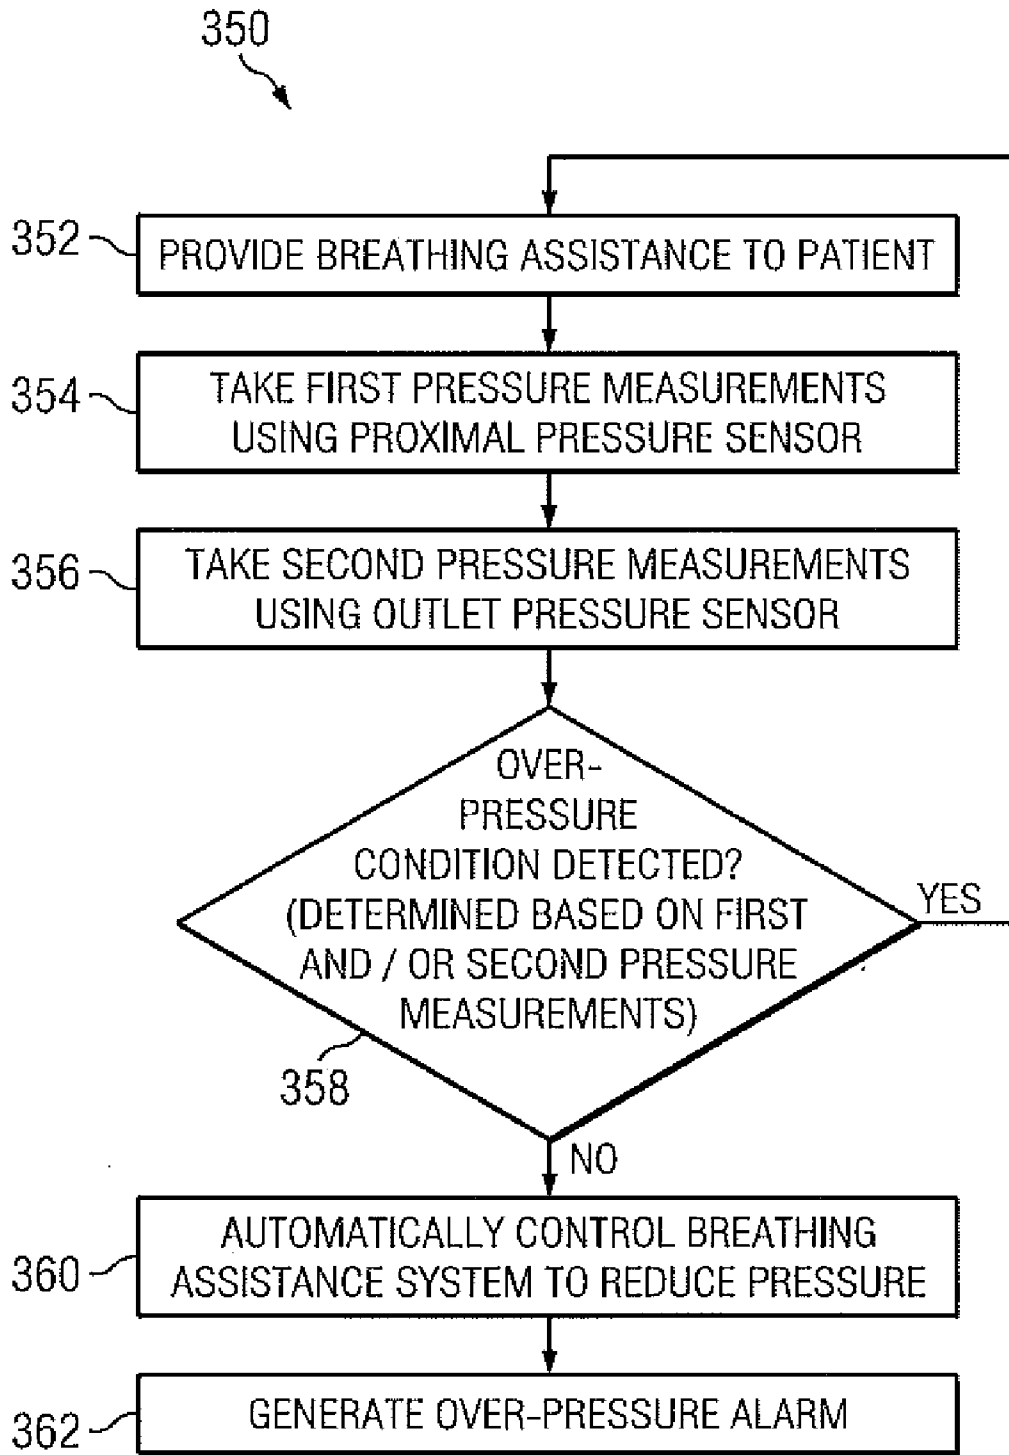 350
352
PROVIDE BREATHING ASSISTANCE TO PATIENT
354
TAKE FIRST PRESSURE MEASUREMENTS
USING PROXIMAL PRESSURE SENSOR
356
TAKE SECOND PRESSURE MEASUREMENTS
USING OUTLET PRESSURE SENSOR
OVER-
PRESSURE
CONDITION DETECTED?
(DETERMINED BASED ON FIRST
AND / OR SECOND PRESSURE
MEASUREMENTS)
YES
358
NO
360
AUTOMATICALLY CONTROL BREATHING
ASSISTANCE SYSTEM TO REDUCE PRESSURE
362
GENERATE OVER-PRESSURE ALARM